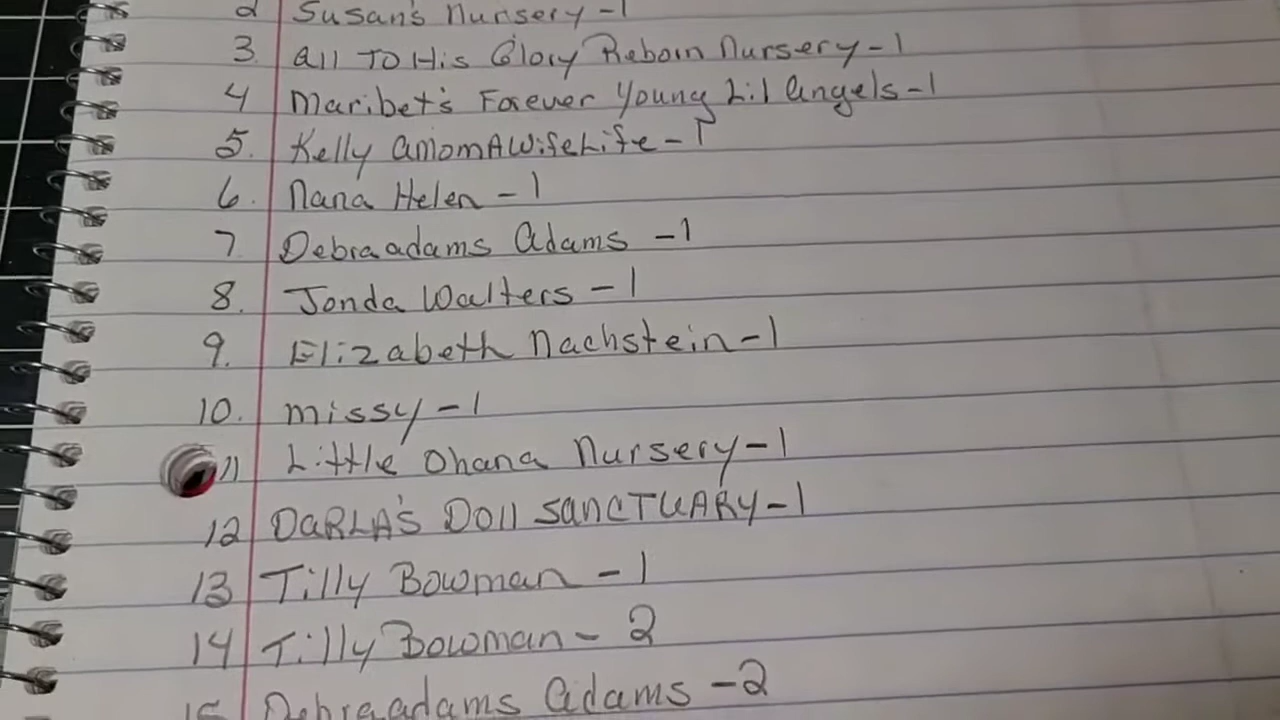 2 Susan's Nursery-1
3. All To His Glory Reborn Nursery-1
4 Maribet's Forever Young Lil Angels-1
5. Kelly AMomAWifeLife-1
6. Nana Helen-1
7. Debraadams Adams-1
8. Jonda Walters-1
9. Elizabeth Nachstein-1
10. missy-1
11 Little Ohana Nursery-1
12 DaRLA's Doll SancTUARY-1
13 Tilly Bowman-1
14 Tilly Bowman-2
15 Debraadams Adams-2